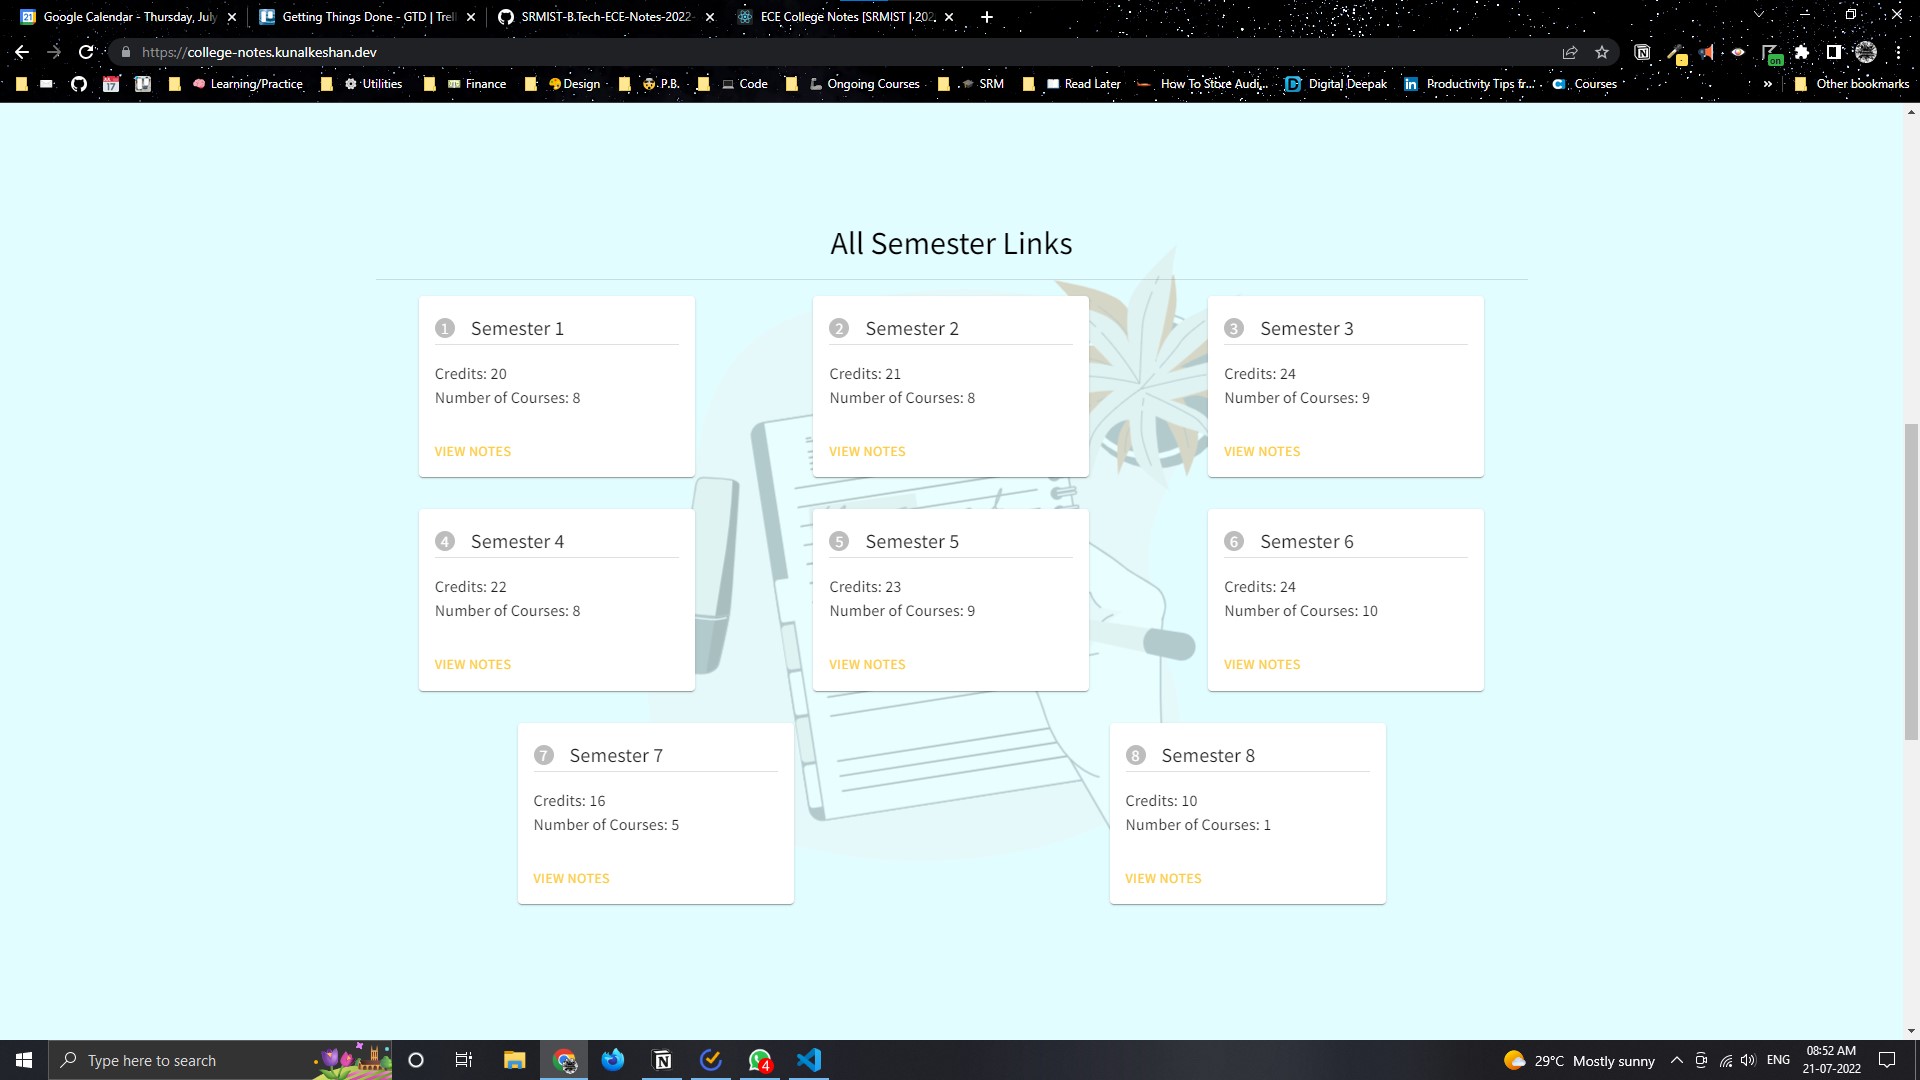 Google Calendar - Thursday, July
Getting Things Done - GTD | Trell
SRMIST-B.Tech-ECE-Notes-2022-
ECE College Notes [SRMIST | 202
https://college-notes.kunalkeshan.dev
on
17
Learning/Practice
Utilities
Finance
Design
P.B.
Code
Ongoing Courses
SRM
Read Later
How To Store Audi...
Digital Deepak
Productivity Tips fr...
Courses
»
Other bookmarks
All Semester Links
1 Semester 1
Credits: 20
Number of Courses: 8
VIEW NOTES
2 Semester 2
Credits: 21
Number of Courses: 8
VIEW NOTES
3 Semester 3
Credits: 24
Number of Courses: 9
VIEW NOTES
4 Semester 4
Credits: 22
Number of Courses: 8
VIEW NOTES
5 Semester 5
Credits: 23
Number of Courses: 9
VIEW NOTES
6 Semester 6
Credits: 24
Number of Courses: 10
VIEW NOTES
7 Semester 7
Credits: 16
Number of Courses: 5
VIEW NOTES
8 Semester 8
Credits: 10
Number of Courses: 1
VIEW NOTES
Type here to search
4
29°C Mostly sunny
ENG
08:52 AM
21-07-2022